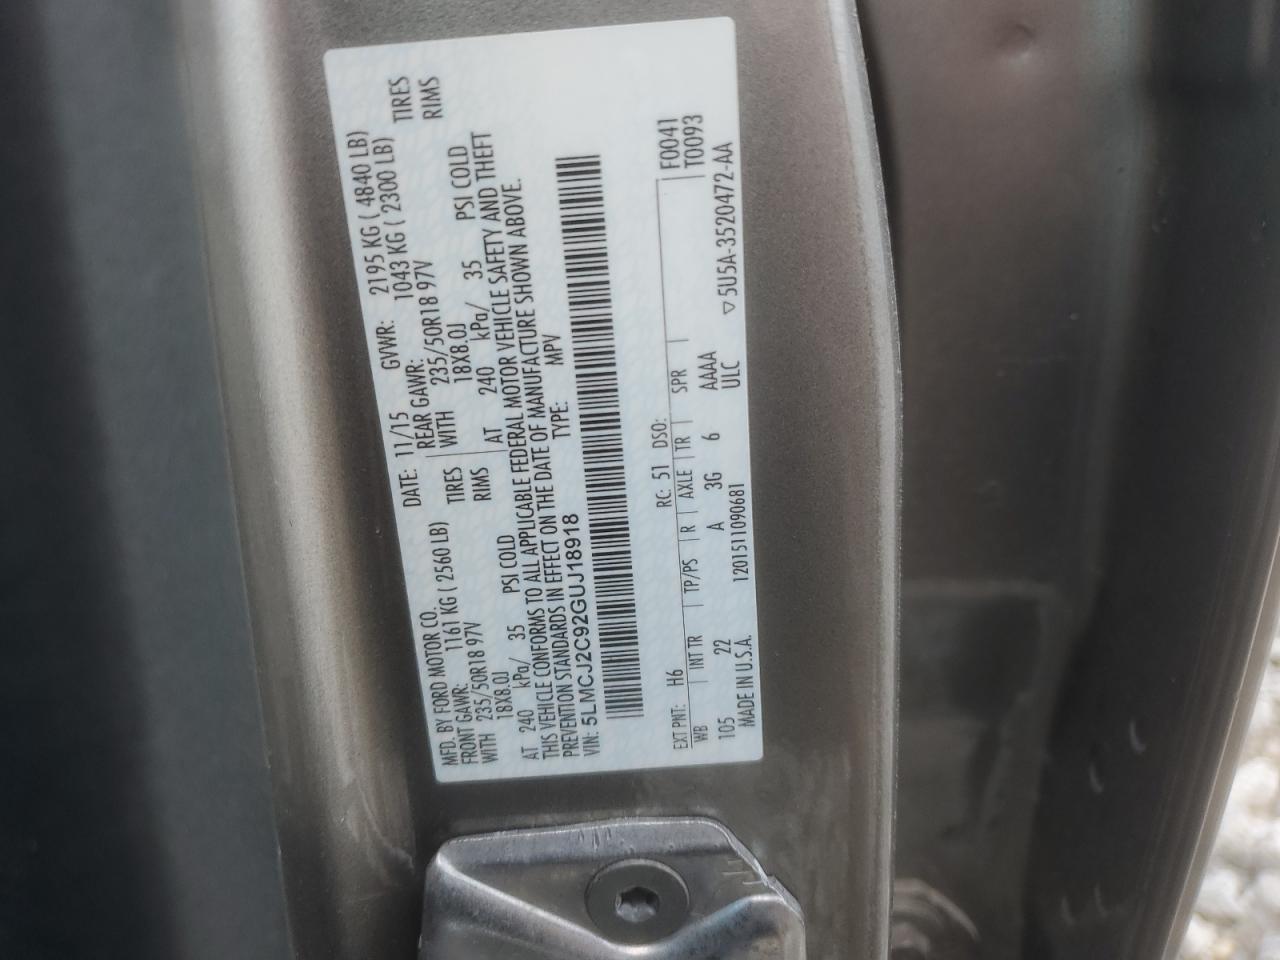 MFD. BY FORD MOTOR CO.
DATE: 11/15 GVWR: 2195 KG ( 4840 LB)
FRONT GAWR: 1161 KG ( 2560 LB) REAR GAWR: 1043 KG ( 2300 LB)
WITH 235/50R18 97V TIRES WITH 235/50R18 97V TIRES
18X8.0J RIMS 18X8.0J RIMS
AT 240 kPa/ 35 PSI COLD AT 240 kPa/ 35 PSI COLD
THIS VEHICLE CONFORMS TO ALL APPLICABLE FEDERAL MOTOR VEHICLE SAFETY AND THEFT
PREVENTION STANDARDS IN EFFECT ON THE DATE OF MANUFACTURE SHOWN ABOVE.
VIN: 5LMCJ2C92GUJ18918 TYPE: MPV
EXT PNT: H6 RC: 51 DSO: F0041
WB INT TR TP/PS R AXLE TR SPR T0093
105 22 A 3G 6 AAAA
MADE IN U.S.A. 1201511090681 ULC ▽5U5A-3520472-AA